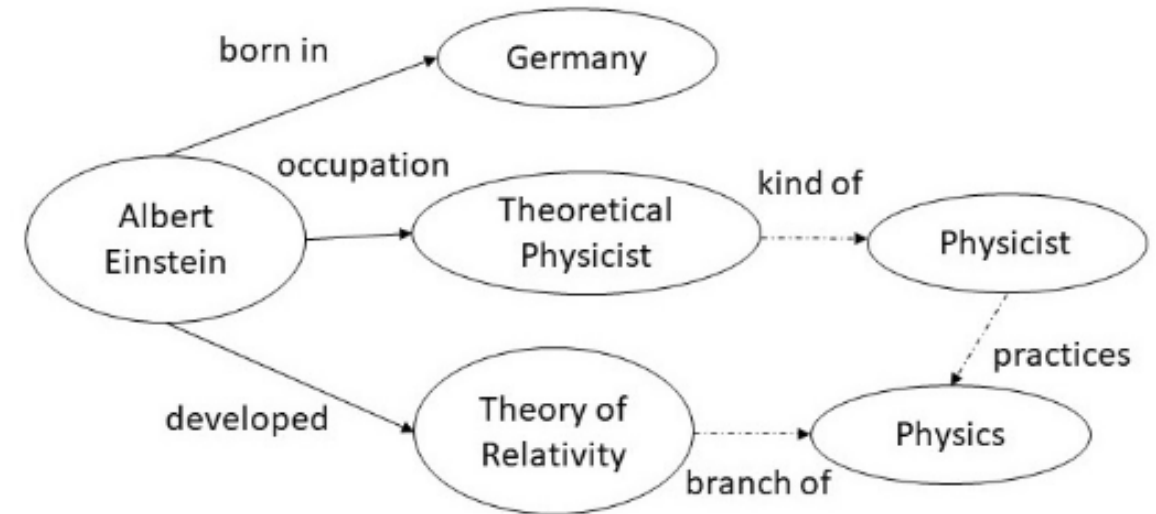 born in
Germany
occupation
kind of
Albert
Einstein
Theoretical
Physicist
Physicist
practices
developed
Theory of
Relativity
Physics
branch of